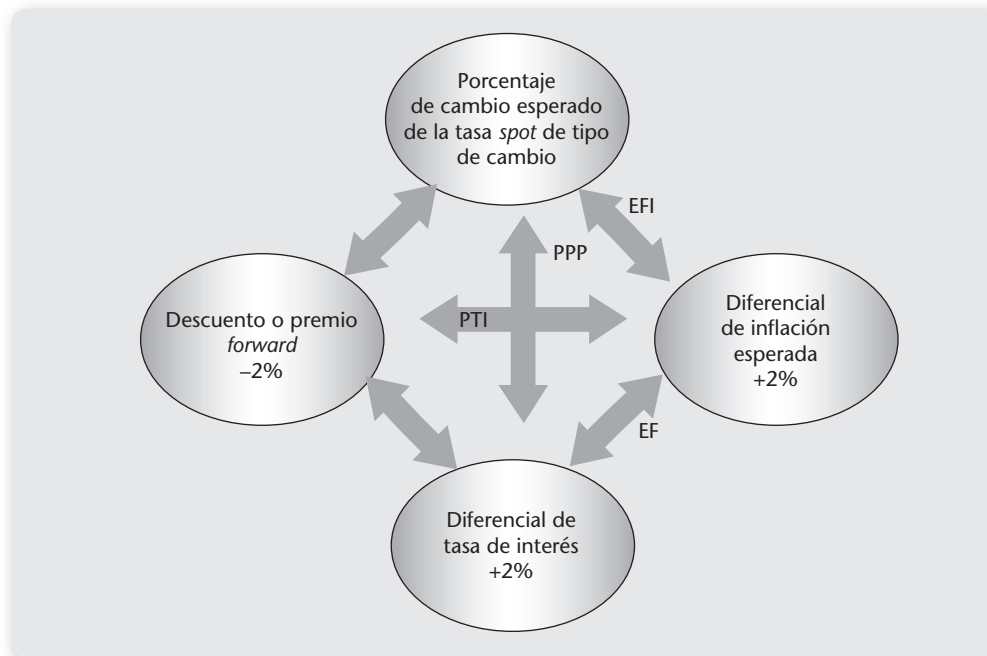 Porcentaje
de cambio esperado
de la tasa spot de tipo
de cambio
EFI
PPP
Descuento o premio
forward
–2%
PTI
Diferencial
de inflación
esperada
+2%
EF
Diferencial de
tasa de interés
+2%